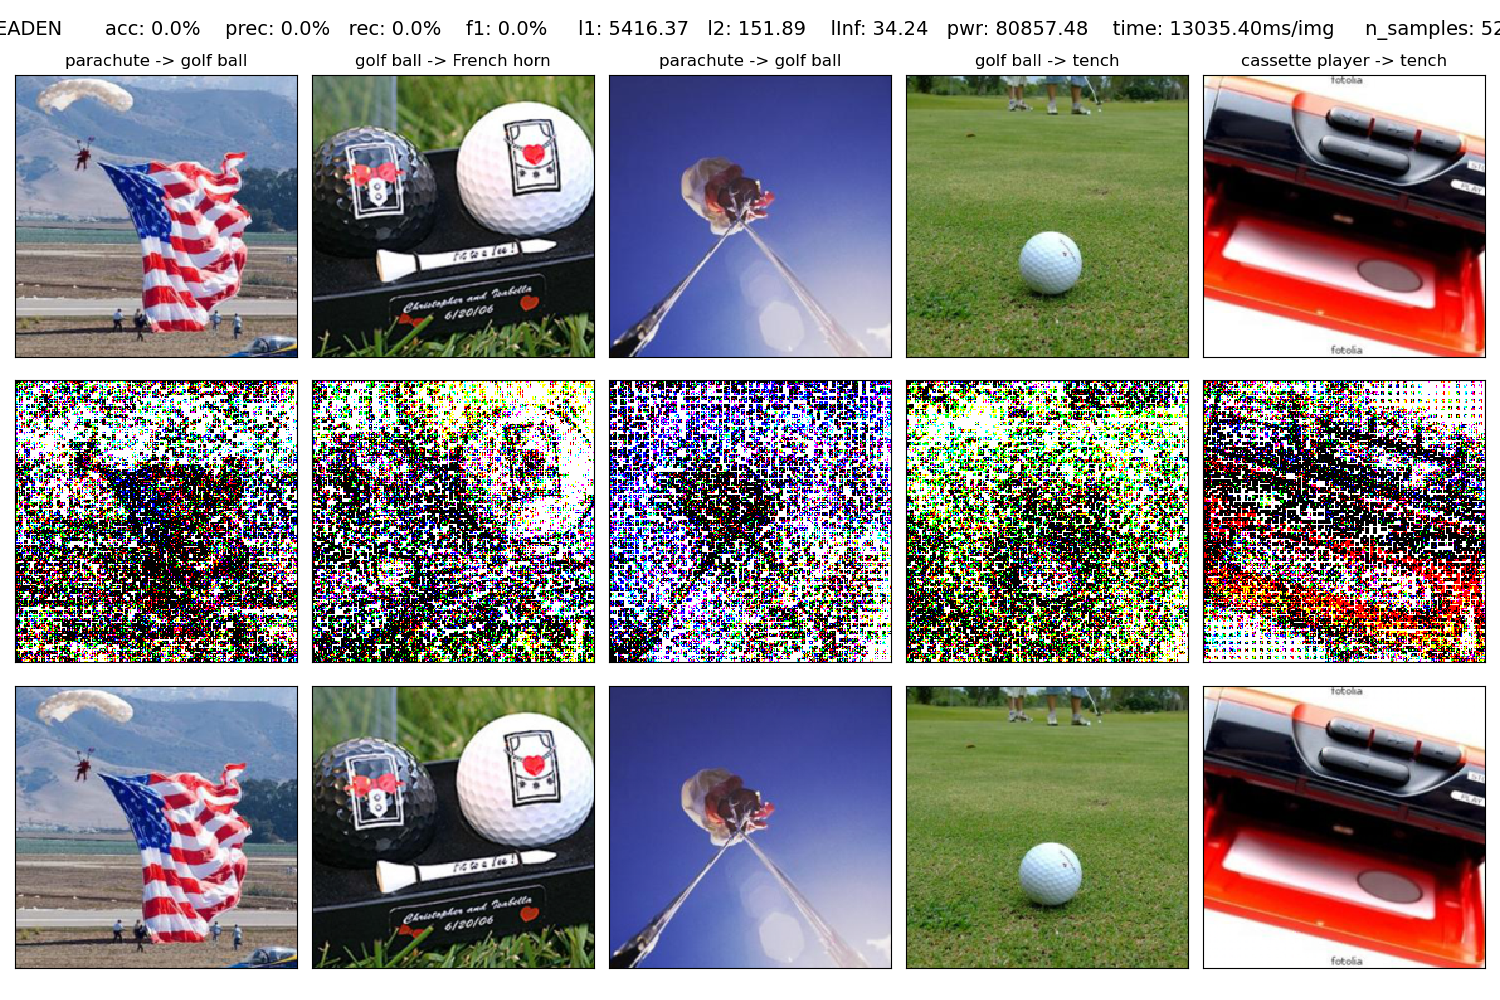 EADEN acc: 0.0% prec: 0.0% rec: 0.0% f1: 0.0% l1: 5416.37 l2: 151.89 lInf: 34.24 pwr: 80857.48 time: 13035.40ms/img n_samples: 52
parachute -> golf ball
golf ball -> French horn
parachute -> golf ball
golf ball -> tench
cassette player -> tench
Christopher and Isabella
6/20/06
fotolia
PLAY
fotolia
Christopher and Isabella
6/20/06
fotolia
PLAY
fotolia